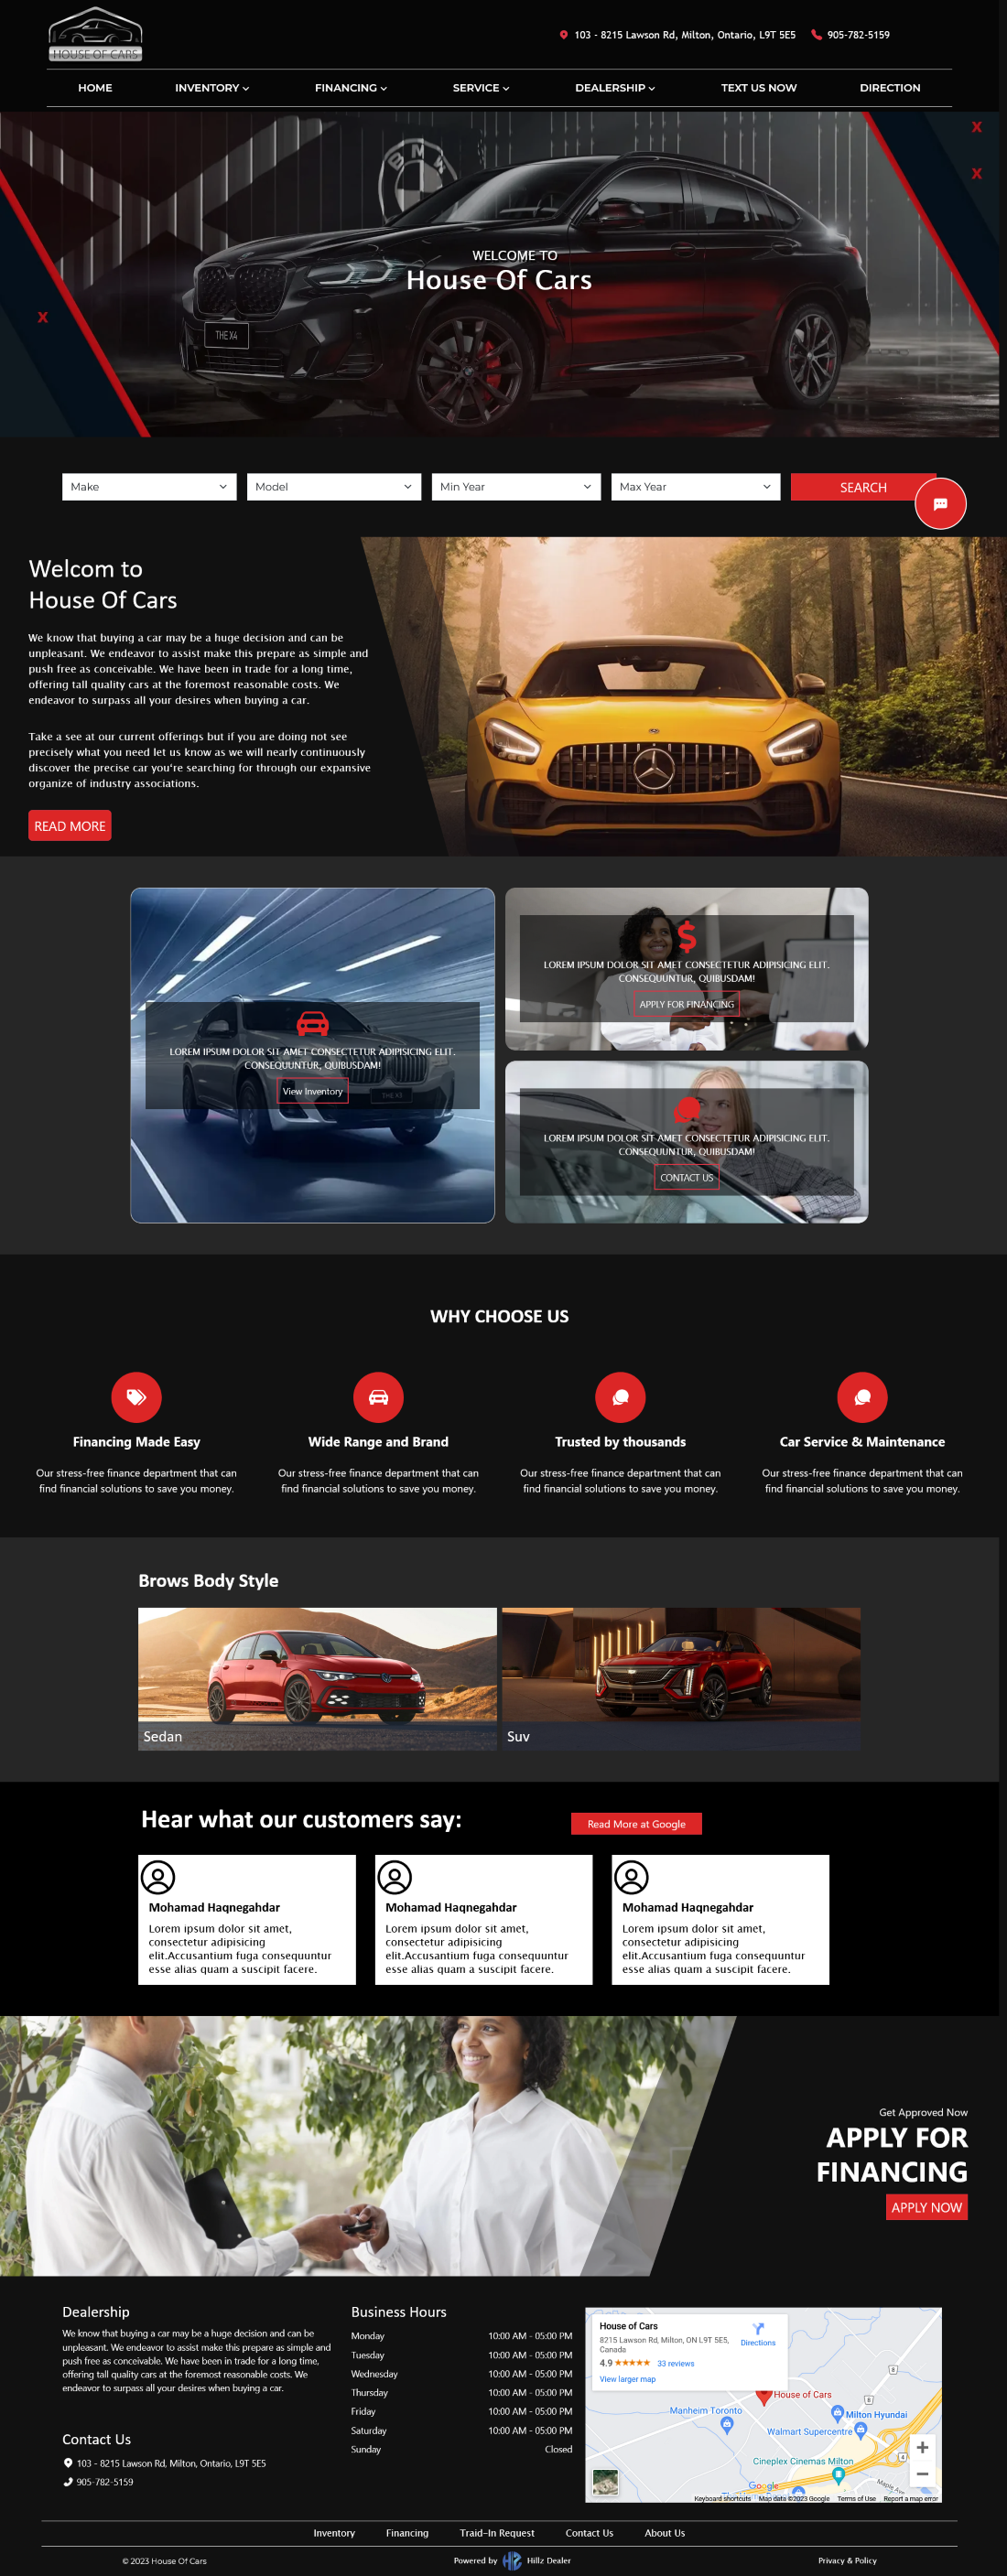 HOUSE OF CARS
103 - 8215 Lawson Rd, Milton, Ontario, L9T 5E5 905-782-5159
HOME INVENTORY FINANCING SERVICE DEALERSHIP TEXT US NOW DIRECTION
X
X
BMW
WELCOME TO
House Of Cars
X
THE X4
Make Model Min Year Max Year SEARCH
Welcom to
House Of Cars
We know that buying a car may be a huge decision and can be
unpleasant. We endeavor to assist make this prepare as simple and
push free as conceivable. We have been in trade for a long time,
offering tall quality cars at the foremost reasonable costs. We
endeavor to surpass all your desires when buying a car.
Take a see at our current offerings but if you are doing not see
precisely what you need let us know as we will nearly continuously
discover the precise car you're searching for through our expansive
organize of industry associations.
READ MORE
LOREM IPSUM DOLOR SIT AMET CONSECTETUR ADIPISICING ELIT.
CONSEQUUNTUR, QUIBUSDAM!
View Inventory
LOREM IPSUM DOLOR SIT AMET CONSECTETUR ADIPISICING ELIT.
CONSEQUUNTUR, QUIBUSDAM!
APPLY FOR FINANCING
LOREM IPSUM DOLOR SIT AMET CONSECTETUR ADIPISICING ELIT.
CONSEQUUNTUR, QUIBUSDAM!
CONTACT US
WHY CHOOSE US
Financing Made Easy
Our stress-free finance department that can
find financial solutions to save you money.
Wide Range and Brand
Our stress-free finance department that can
find financial solutions to save you money.
Trusted by thousands
Our stress-free finance department that can
find financial solutions to save you money.
Car Service & Maintenance
Our stress-free finance department that can
find financial solutions to save you money.
Brows Body Style
Sedan
Suv
Hear what our customers say:
Read More at Google
Mohamad Haqnegahdar
Lorem ipsum dolor sit amet,
consectetur adipisicing
elit.Accusantium fuga consequuntur
esse alias quam a suscipit facere.
Mohamad Haqnegahdar
Lorem ipsum dolor sit amet,
consectetur adipisicing
elit.Accusantium fuga consequuntur
esse alias quam a suscipit facere.
Mohamad Haqnegahdar
Lorem ipsum dolor sit amet,
consectetur adipisicing
elit.Accusantium fuga consequuntur
esse alias quam a suscipit facere.
Get Approved Now
APPLY FOR
FINANCING
APPLY NOW
Dealership
We know that buying a car may be a huge decision and can be
unpleasant. We endeavor to assist make this prepare as simple and
push free as conceivable. We have been in trade for a long time,
offering tall quality cars at the foremost reasonable costs. We
endeavor to surpass all your desires when buying a car.
Contact Us
103 - 8215 Lawson Rd, Milton, Ontario, L9T 5E5
905-782-5159
Business Hours
Monday 10:00 AM - 05:00 PM
Tuesday 10:00 AM - 05:00 PM
Wednesday 10:00 AM - 05:00 PM
Thursday 10:00 AM - 05:00 PM
Friday 10:00 AM - 05:00 PM
Saturday 10:00 AM - 05:00 PM
Sunday Closed
House of Cars
8215 Lawson Rd, Milton, ON L9T 5E5,
Canada
Directions
4.9 33 reviews
View larger map
8
House of Cars
8
Manheim Toronto
Milton Hyundai
Walmart Supercentre
4
Cineplex Cinemas Milton
Maple Ave
Google
Keyboard shortcuts Map data ©2023 Google Terms of Use Report a map error
Inventory Financing Traid-In Request Contact Us About Us
© 2023 House Of Cars Powered by Hillz Dealer Privacy & Policy